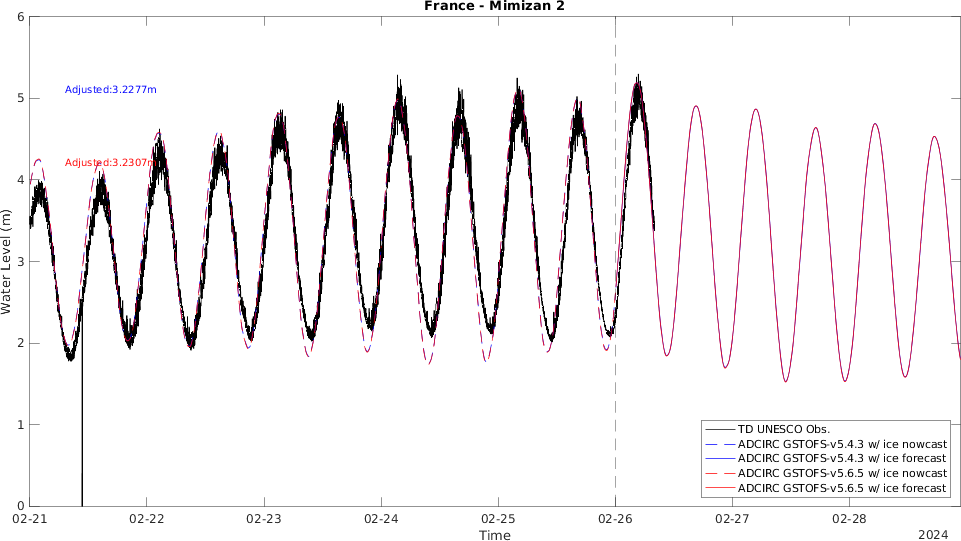 France - Mimizan 2
6
5
4
3
2
1
0
Water Level (m)
Adjusted:3.2277m
Adjusted:3.2307m
TD UNESCO Obs.
ADCIRC GSTOFS-v5.4.3 w/ ice nowcast
ADCIRC GSTOFS-v5.4.3 w/ ice forecast
ADCIRC GSTOFS-v5.6.5 w/ ice nowcast
ADCIRC GSTOFS-v5.6.5 w/ ice forecast
02-21 02-22 02-23 02-24 02-25 02-26 02-27 02-28
Time
2024